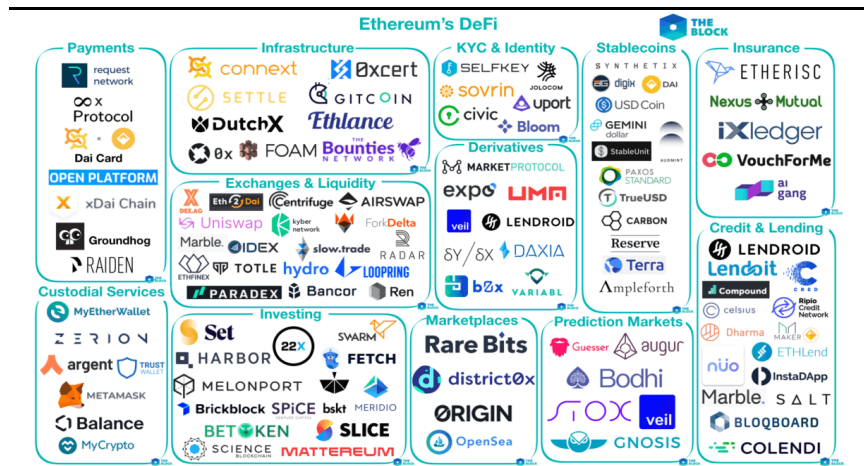 Ethereum's DeFi
THE
BLOCK
Payments
request
network
x
Protocol
Dai Card
OPEN PLATFORM
xDai Chain
Groundhog
RAIDEN
Infrastructure
connext
0xcert
SETTLE
GITCOIN
DutchX
Ethlance
0x
FOAM
THE
Bounties
NETWORK
KYC & Identity
SELFKEY
JOLOCOM
sovrin
uport
civic
Bloom
Stablecoins
SYNTHETIX
digix
DAI
USD Coin
GEMINI
dollar
StableUnit
AUGMINT
PAXOS
STANDARD
TrueUSD
CARBON
Reserve
Terra
Ampleforth
Insurance
ETHERISC
Nexus Mutual
iXledger
VouchForMe
ai
gang
Exchanges & Liquidity
DEX.AG
Eth2Dai
Centrifuge
AIRSWAP
Uniswap
kyber
network
ForkDelta
Marble.
IDEX
slow.trade
RADAR
ETHFINEX
TOTLE
hydro
LOOPRING
PARADEX
Bancor
Ren
Derivatives
MARKETPROTOCOL
expo
UMA
veil
LENDROID
δY/δX
DAXIA
b0x
VARIABL
Credit & Lending
LENDROID
Lendoit
CRED
Compound
celsius
Ripio
Credit
Network
Dharma
MAKER
ETHLend
nüo
InstaDApp
Marble.
SALT
BLOQBOARD
COLENDI
Custodial Services
MyEtherWallet
ZERION
argent
TRUST
WALLET
METAMASK
Balance
MyCrypto
Investing
Set
22X
SWARM
HARBOR
FETCH
MELONPORT
Brickblock
SPiCE
VENTURE CAPITAL
bskt
MERIDIO
BETOKEN
SLICE
SCIENCE
BLOCKCHAIN
MATTEREUM
Marketplaces
Rare Bits
district0x
ORIGIN
OpenSea
Prediction Markets
Guesser
augur
Bodhi
STOX
veil
GNOSIS